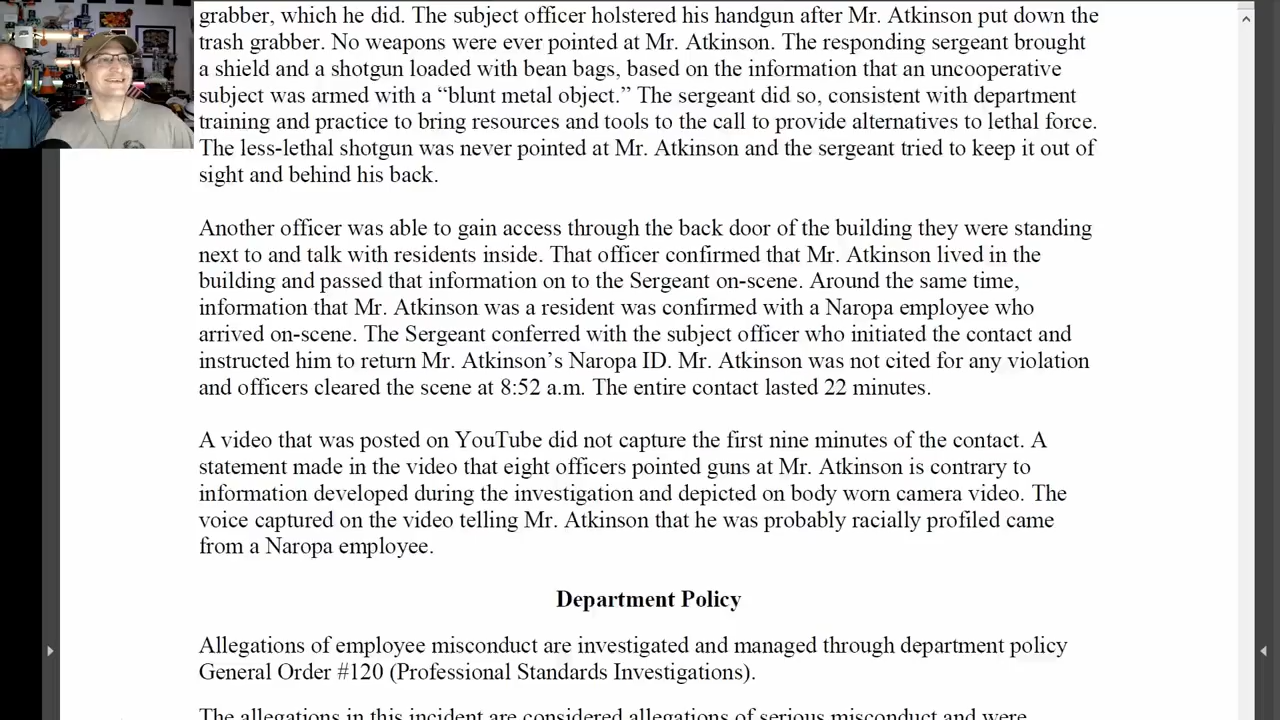 grabber, which he did. The subject officer holstered his handgun after Mr. Atkinson put down the
trash grabber. No weapons were ever pointed at Mr. Atkinson. The responding sergeant brought
a shield and a shotgun loaded with bean bags, based on the information that an uncooperative
subject was armed with a “blunt metal object.” The sergeant did so, consistent with department
training and practice to bring resources and tools to the call to provide alternatives to lethal force.
The less-lethal shotgun was never pointed at Mr. Atkinson and the sergeant tried to keep it out of
sight and behind his back.
Another officer was able to gain access through the back door of the building they were standing
next to and talk with residents inside. That officer confirmed that Mr. Atkinson lived in the
building and passed that information on to the Sergeant on-scene. Around the same time,
information that Mr. Atkinson was a resident was confirmed with a Naropa employee who
arrived on-scene. The Sergeant conferred with the subject officer who initiated the contact and
instructed him to return Mr. Atkinson’s Naropa ID. Mr. Atkinson was not cited for any violation
and officers cleared the scene at 8:52 a.m. The entire contact lasted 22 minutes.
A video that was posted on YouTube did not capture the first nine minutes of the contact. A
statement made in the video that eight officers pointed guns at Mr. Atkinson is contrary to
information developed during the investigation and depicted on body worn camera video. The
voice captured on the video telling Mr. Atkinson that he was probably racially profiled came
from a Naropa employee.
Department Policy
Allegations of employee misconduct are investigated and managed through department policy
General Order #120 (Professional Standards Investigations).
The allegations in this incident are considered allegations of serious misconduct and were